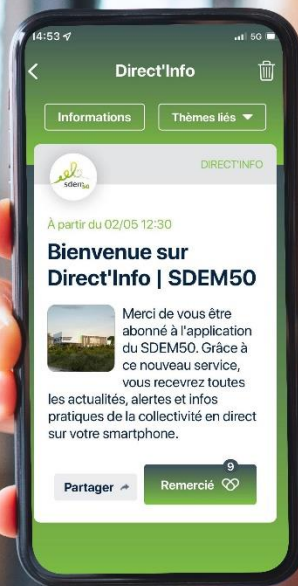 14:53
5G
Direct'Info
Informations
Thèmes liés
sdem50
DIRECT'INFO
À partir du 02/05 12:30
Bienvenue sur
Direct'Info | SDEM50
Merci de vous être
abonné à l'application
du SDEM50. Grâce à
ce nouveau service,
vous recevrez toutes
les actualités, alertes et infos
pratiques de la collectivité en direct
sur votre smartphone.
Partager
Remercié
9